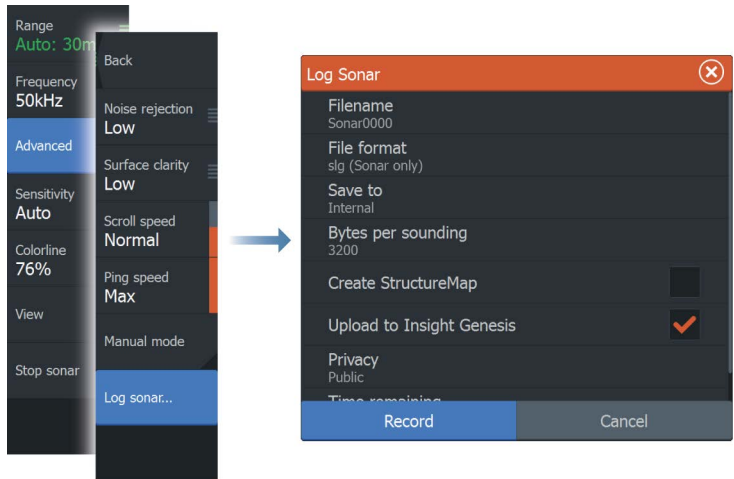 Range
Auto: 30m
Frequency
50kHz
Advanced
Sensitivity
Auto
Colorline
76%
View
Stop sonar
Back
Noise rejection
Low
Surface clarity
Low
Scroll speed
Normal
Ping speed
Max
Manual mode
Log sonar...
Log Sonar
Filename
Sonar0000
File format
slg (Sonar only)
Save to
Internal
Bytes per sounding
3200
Create StructureMap
Upload to Insight Genesis
Privacy
Public
Time remaining
Record
Cancel